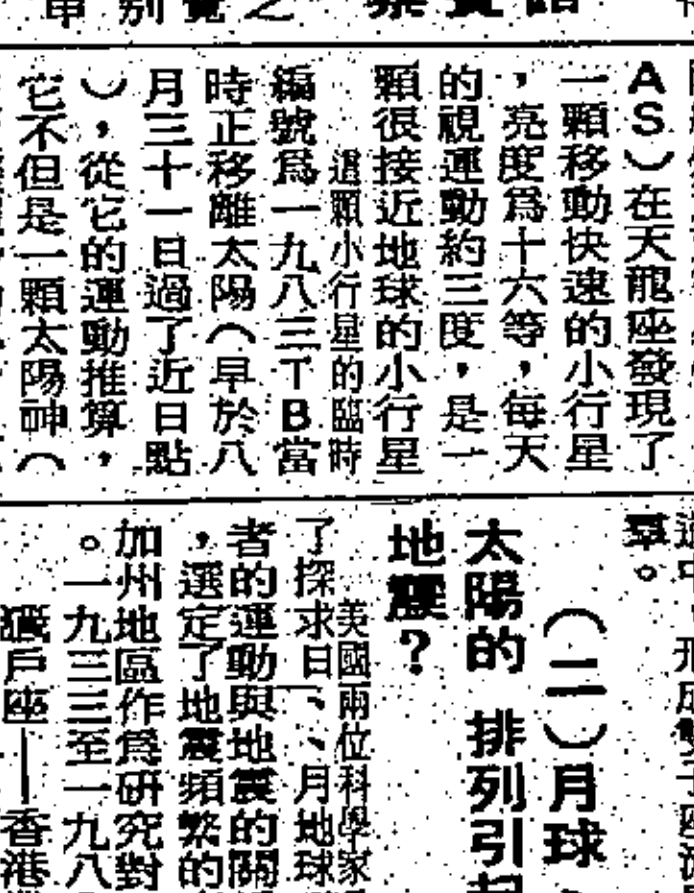 AS）在天龍座發現了
一顆移動快速的小行星
，亮度爲十六等，每天
的視運動約三度，是一
顆很接近地球的小行星
這顆小行星的臨時
編號爲一九八三TB當
時正移離太陽（早於八
月三十一日過了近日點
），從它的運動推算，
它不但是一顆太陽神（
羣。
（二）月球
太陽的 排列引起
地震？
美國兩位科學家
了探求日、月地球
者的運動與地震的關
，選定了地震頻繁的
加州地區作爲研究對
。一九三三至一九八
獵戶座—香港